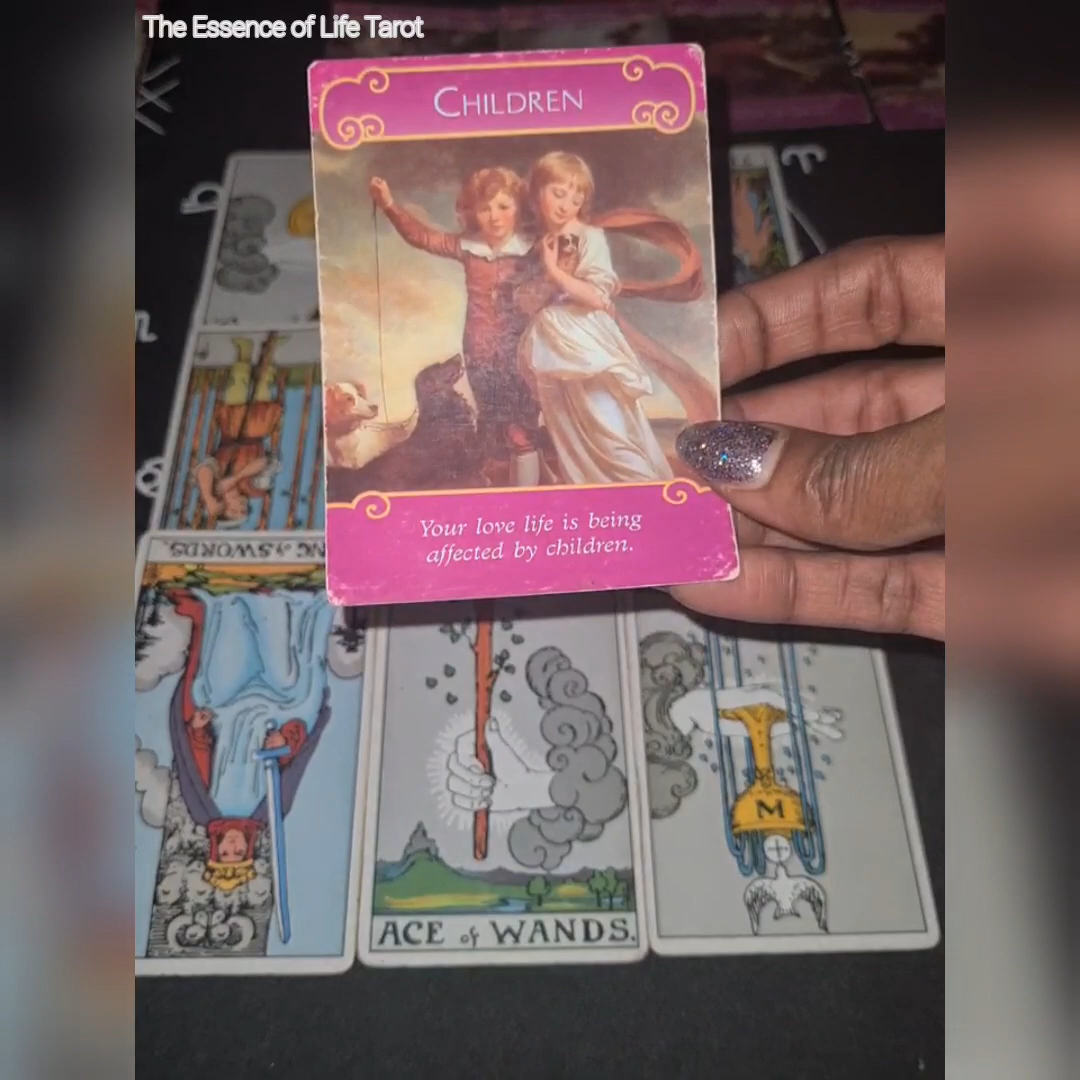 The Essence of Life Tarot
CHILDREN
Your love life is being
affected by children.
NG of SWORDS.
ACE of WANDS.
M